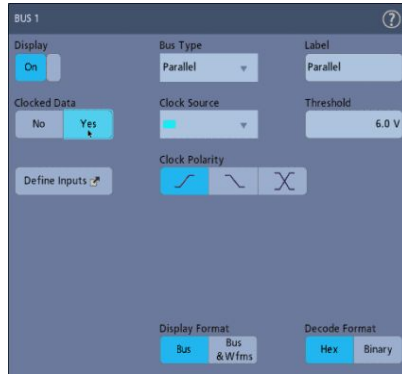 BUS 1
?
Display
Bus Type
Label
On
Parallel
Parallel
Clocked Data
Clock Source
Threshold
No
Yes
6.0 V
Clock Polarity
Define Inputs
Display Format
Decode Format
Bus
Bus
& Wfms
Hex
Binary